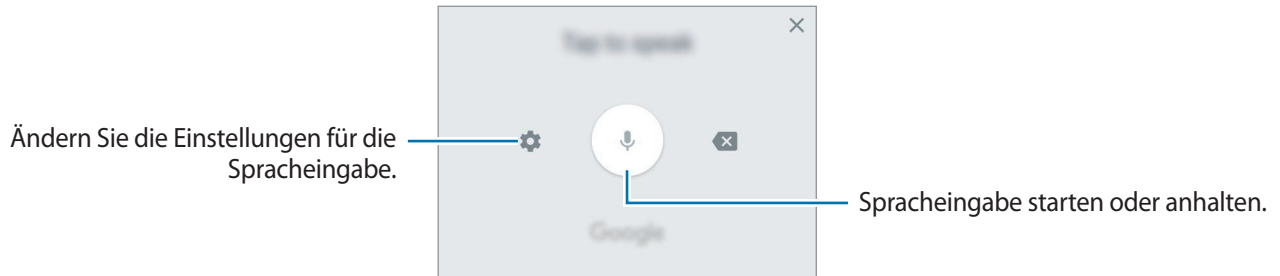 Tap to speak
Ändern Sie die Einstellungen für die
Spracheingabe.
Spracheingabe starten oder anhalten.
Google